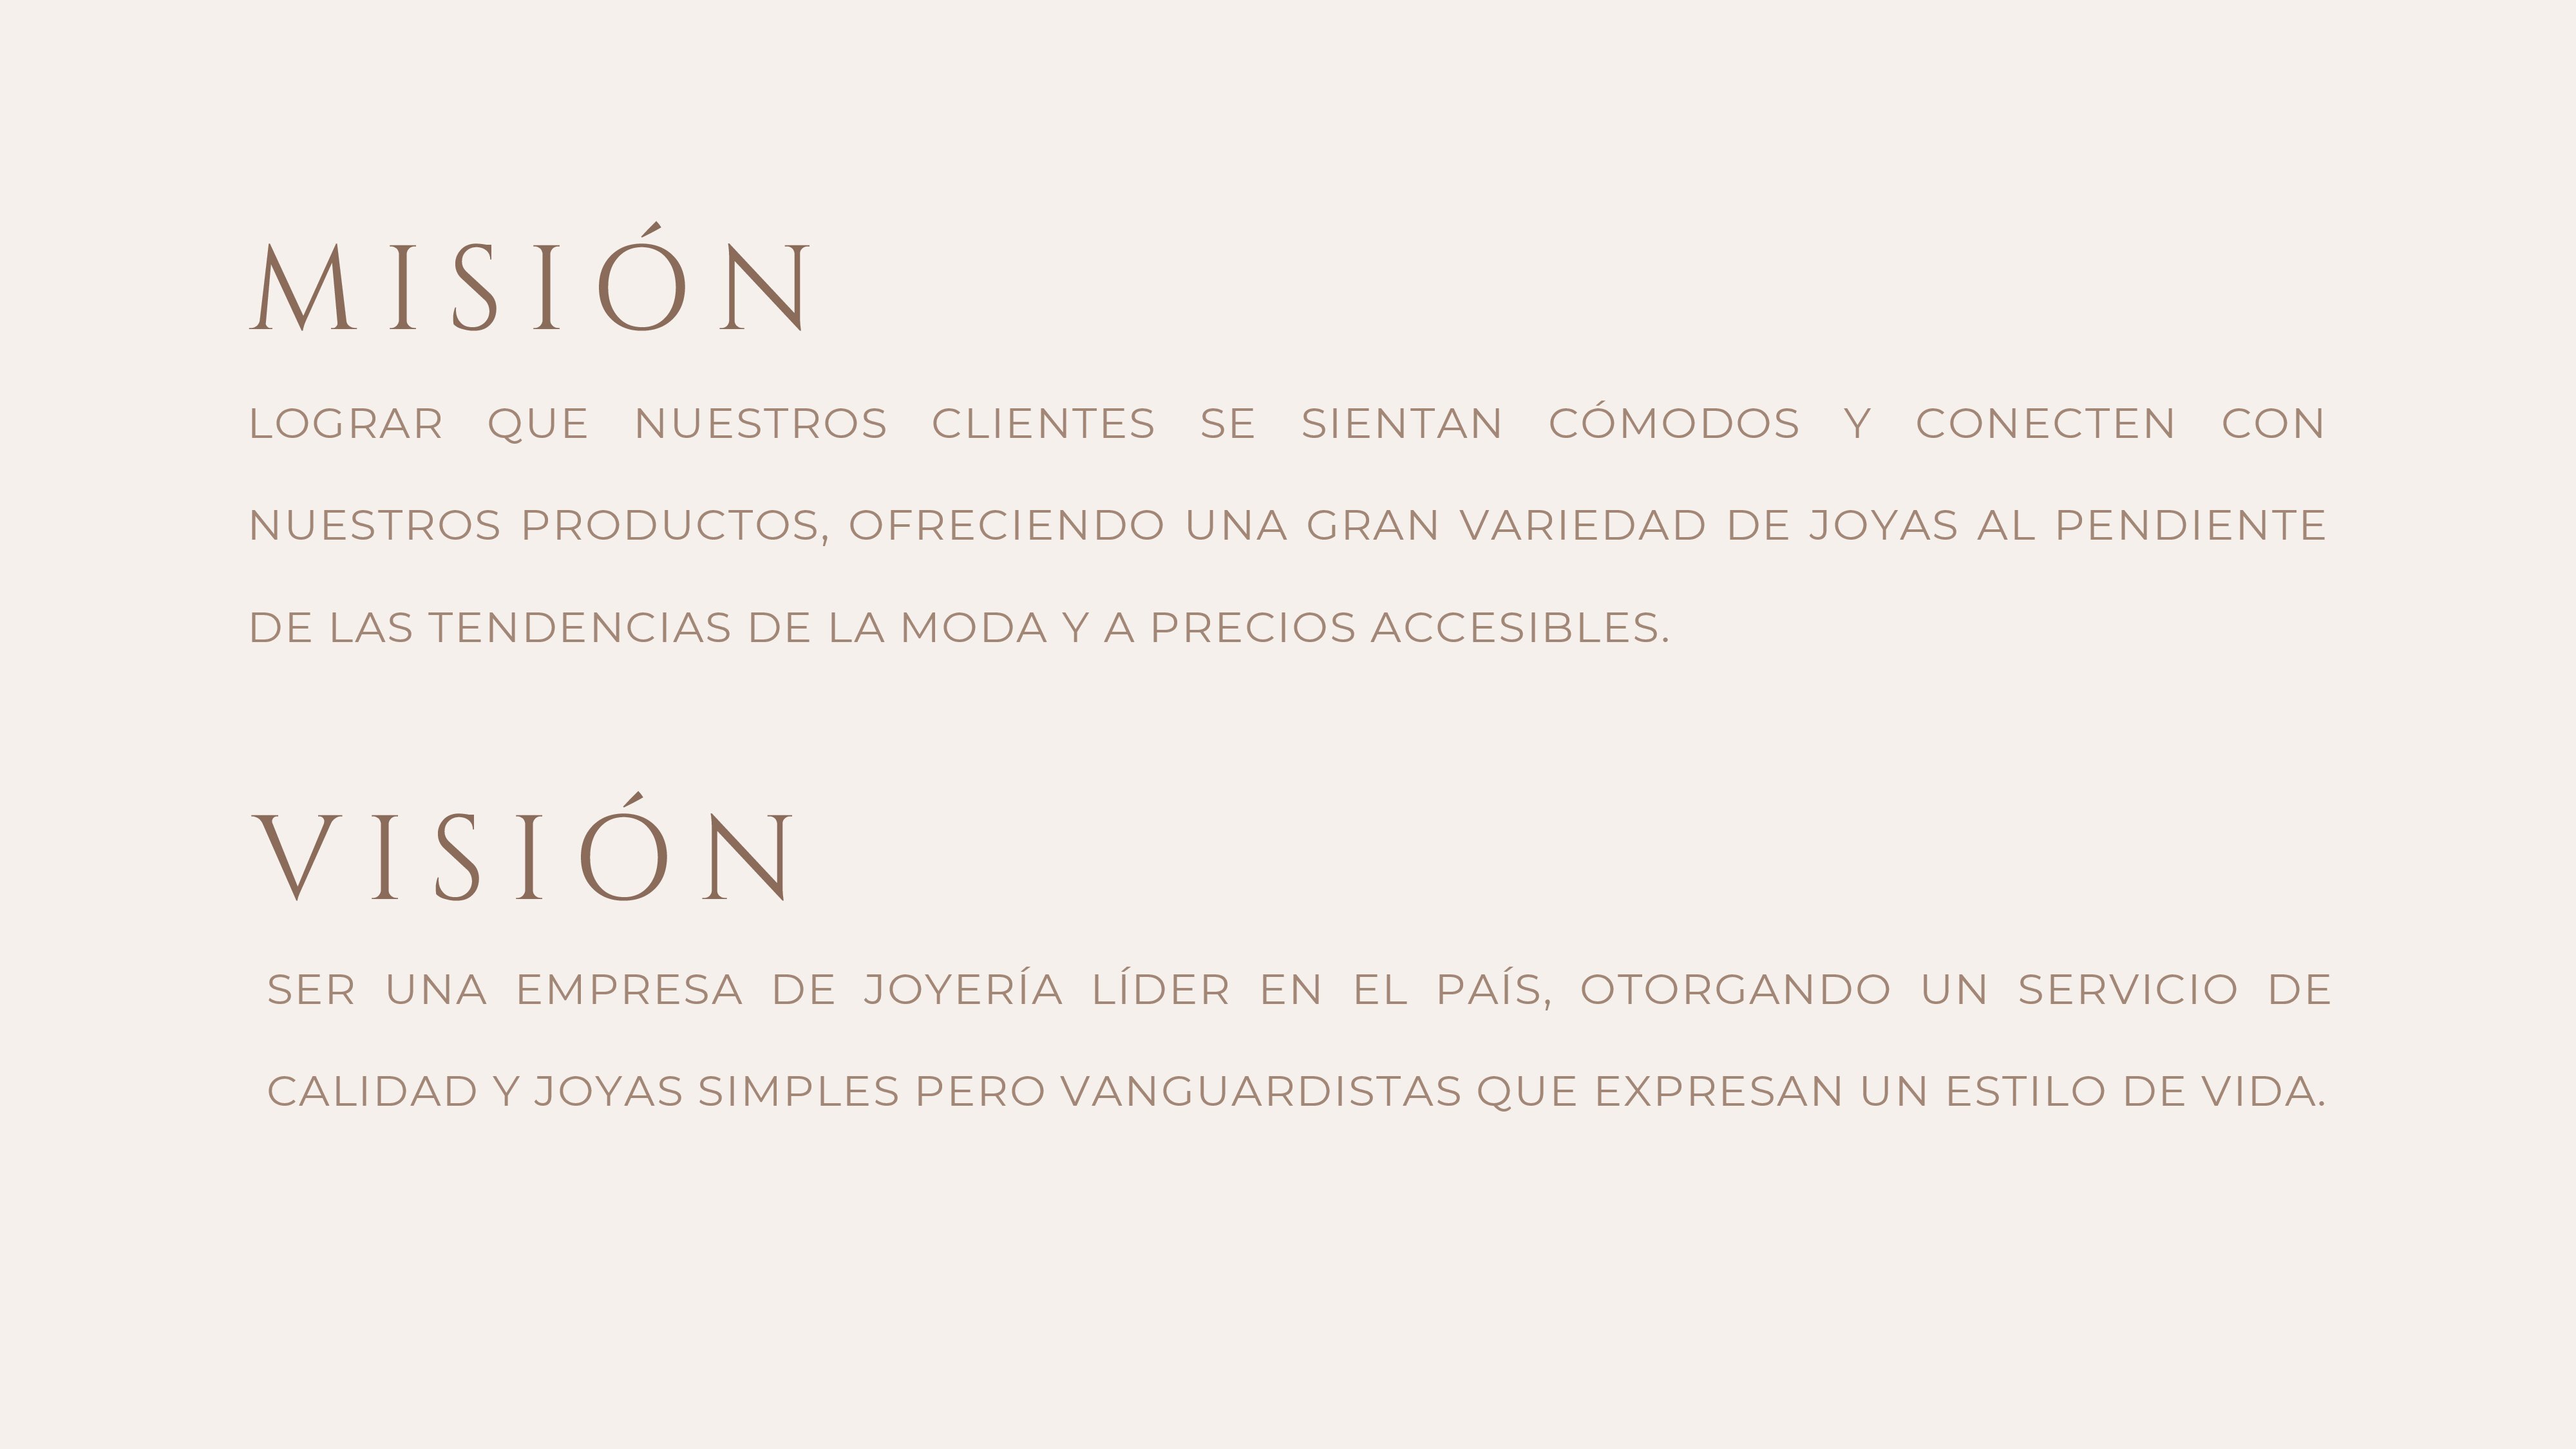 MISIÓN
LOGRAR QUE NUESTROS CLIENTES SE SIENTAN CÓMODOS Y CONECTEN CON
NUESTROS PRODUCTOS, OFRECIENDO UNA GRAN VARIEDAD DE JOYAS AL PENDIENTE
DE LAS TENDENCIAS DE LA MODA Y A PRECIOS ACCESIBLES.
VISIÓN
SER UNA EMPRESA DE JOYERÍA LÍDER EN EL PAÍS, OTORGANDO UN SERVICIO DE
CALIDAD Y JOYAS SIMPLES PERO VANGUARDISTAS QUE EXPRESAN UN ESTILO DE VIDA.